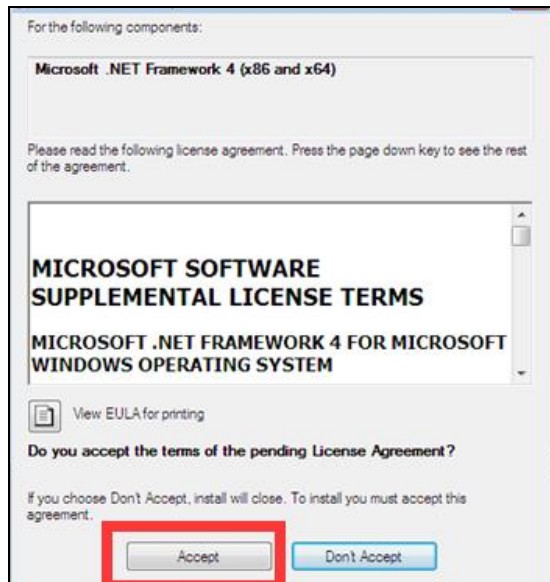 For the following components:
Microsoft .NET Framework 4 (x86 and x64)
Please read the following license agreement. Press the page down key to see the rest
of the agreement.
MICROSOFT SOFTWARE
SUPPLEMENTAL LICENSE TERMS
MICROSOFT .NET FRAMEWORK 4 FOR MICROSOFT
WINDOWS OPERATING SYSTEM
View EULA for printing
Do you accept the terms of the pending License Agreement?
If you choose Don't Accept, install will close. To install you must accept this
agreement.
Accept
Don't Accept